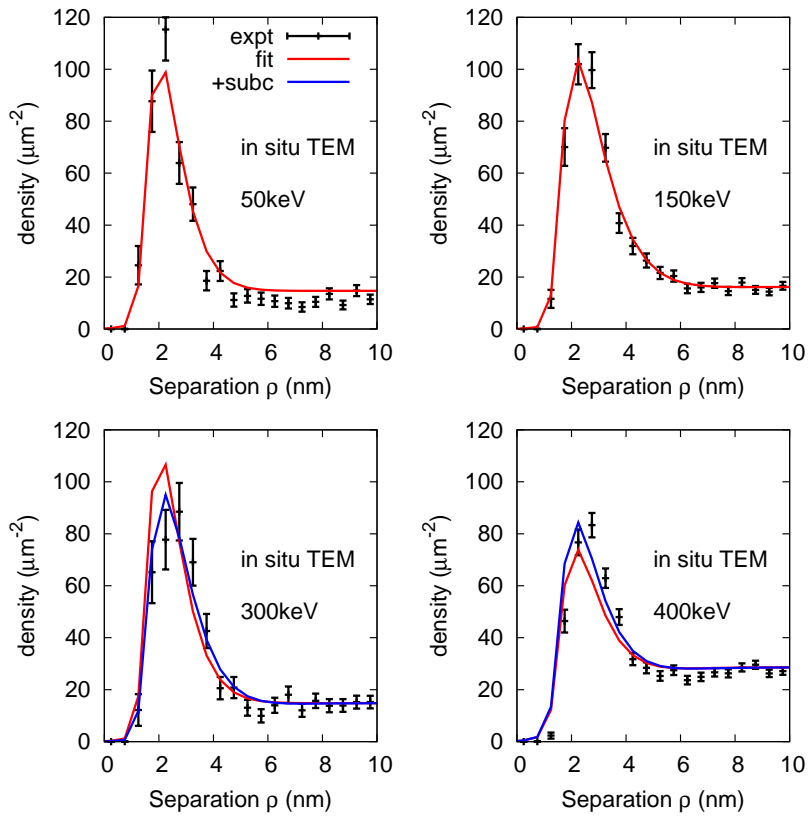 120
100
80
60
40
20
0
density (μm⁻²)
expt
fit
+subc
in situ TEM
50keV
0 2 4 6 8 10
Separation ρ (nm)
120
100
80
60
40
20
0
density (μm⁻²)
in situ TEM
150keV
0 2 4 6 8 10
Separation ρ (nm)
120
100
80
60
40
20
0
density (μm⁻²)
in situ TEM
300keV
0 2 4 6 8 10
Separation ρ (nm)
120
100
80
60
40
20
0
density (μm⁻²)
in situ TEM
400keV
0 2 4 6 8 10
Separation ρ (nm)